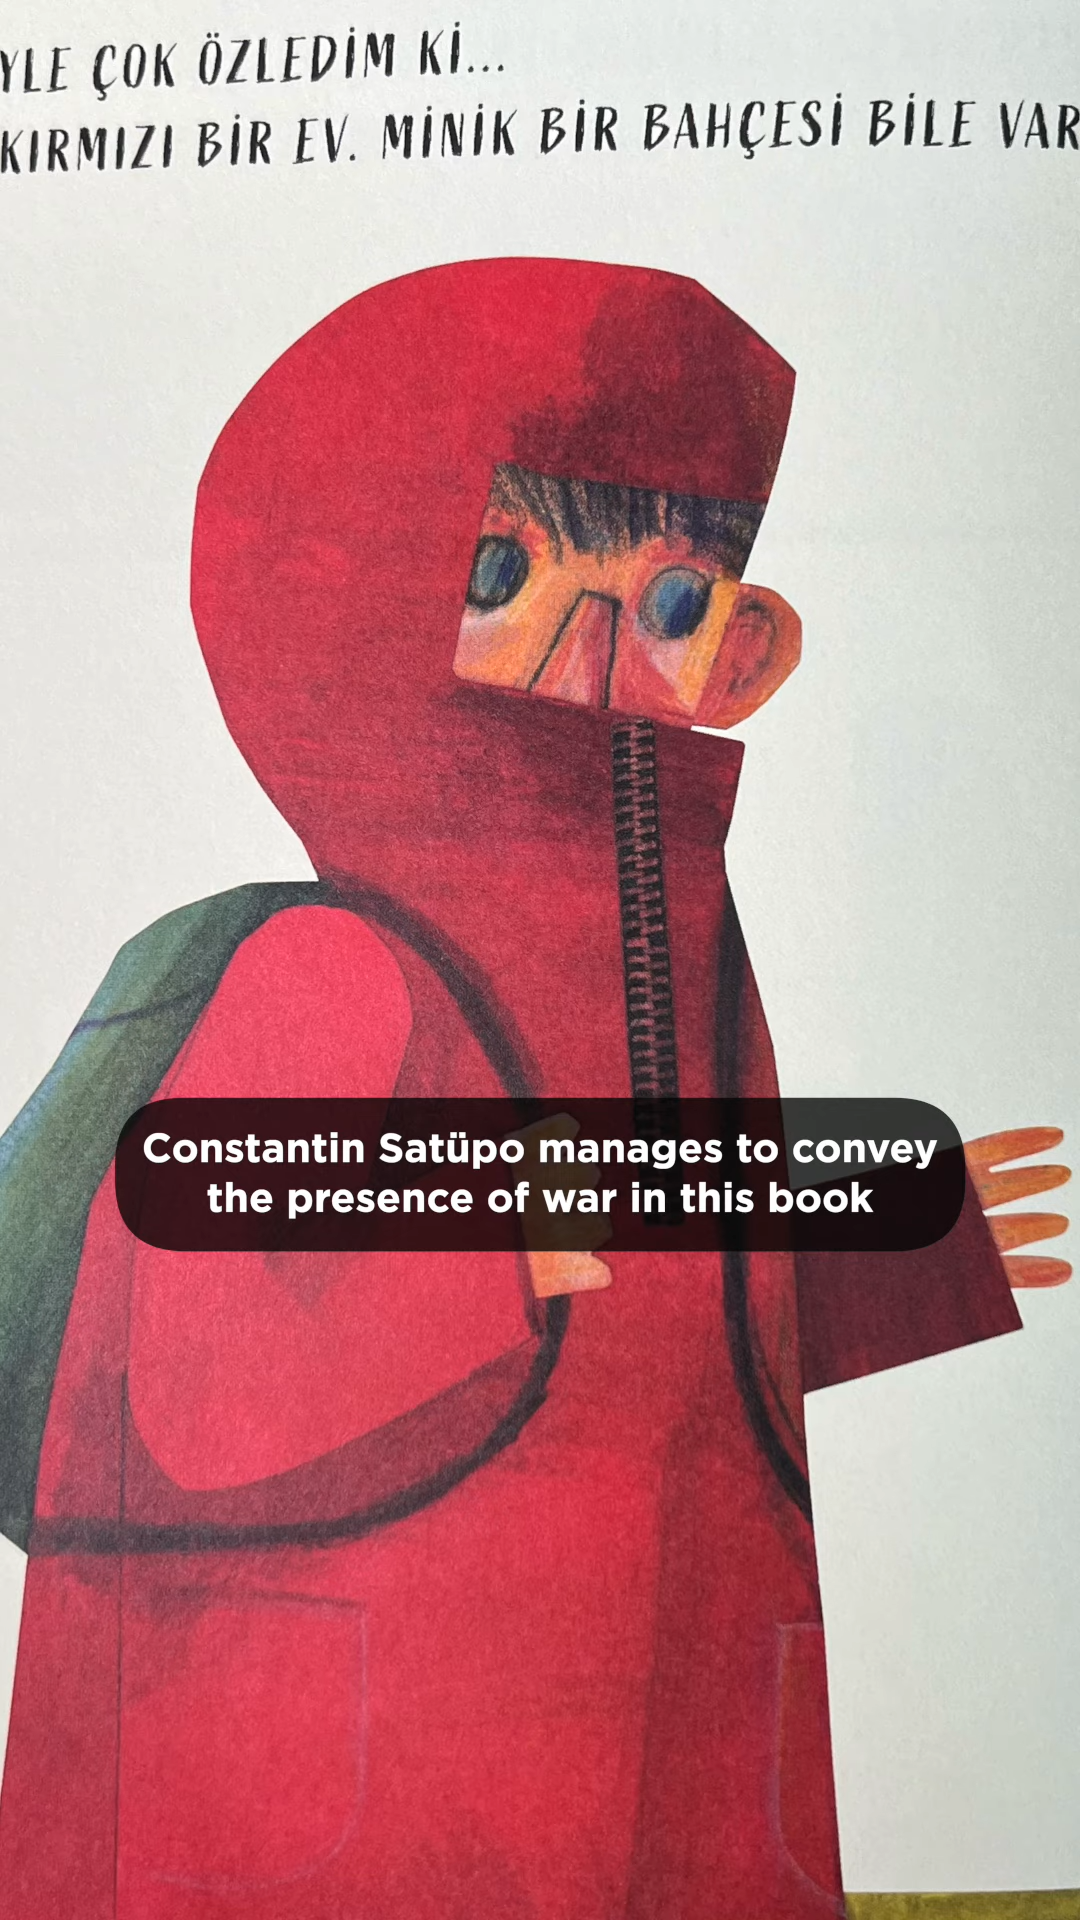 YLE ÇOK ÖZLEDİM Kİ...
KIRMIZI BİR EV. MİNİK BİR BAHÇESİ BİLE VAR
Constantin Satüpo manages to convey
the presence of war in this book